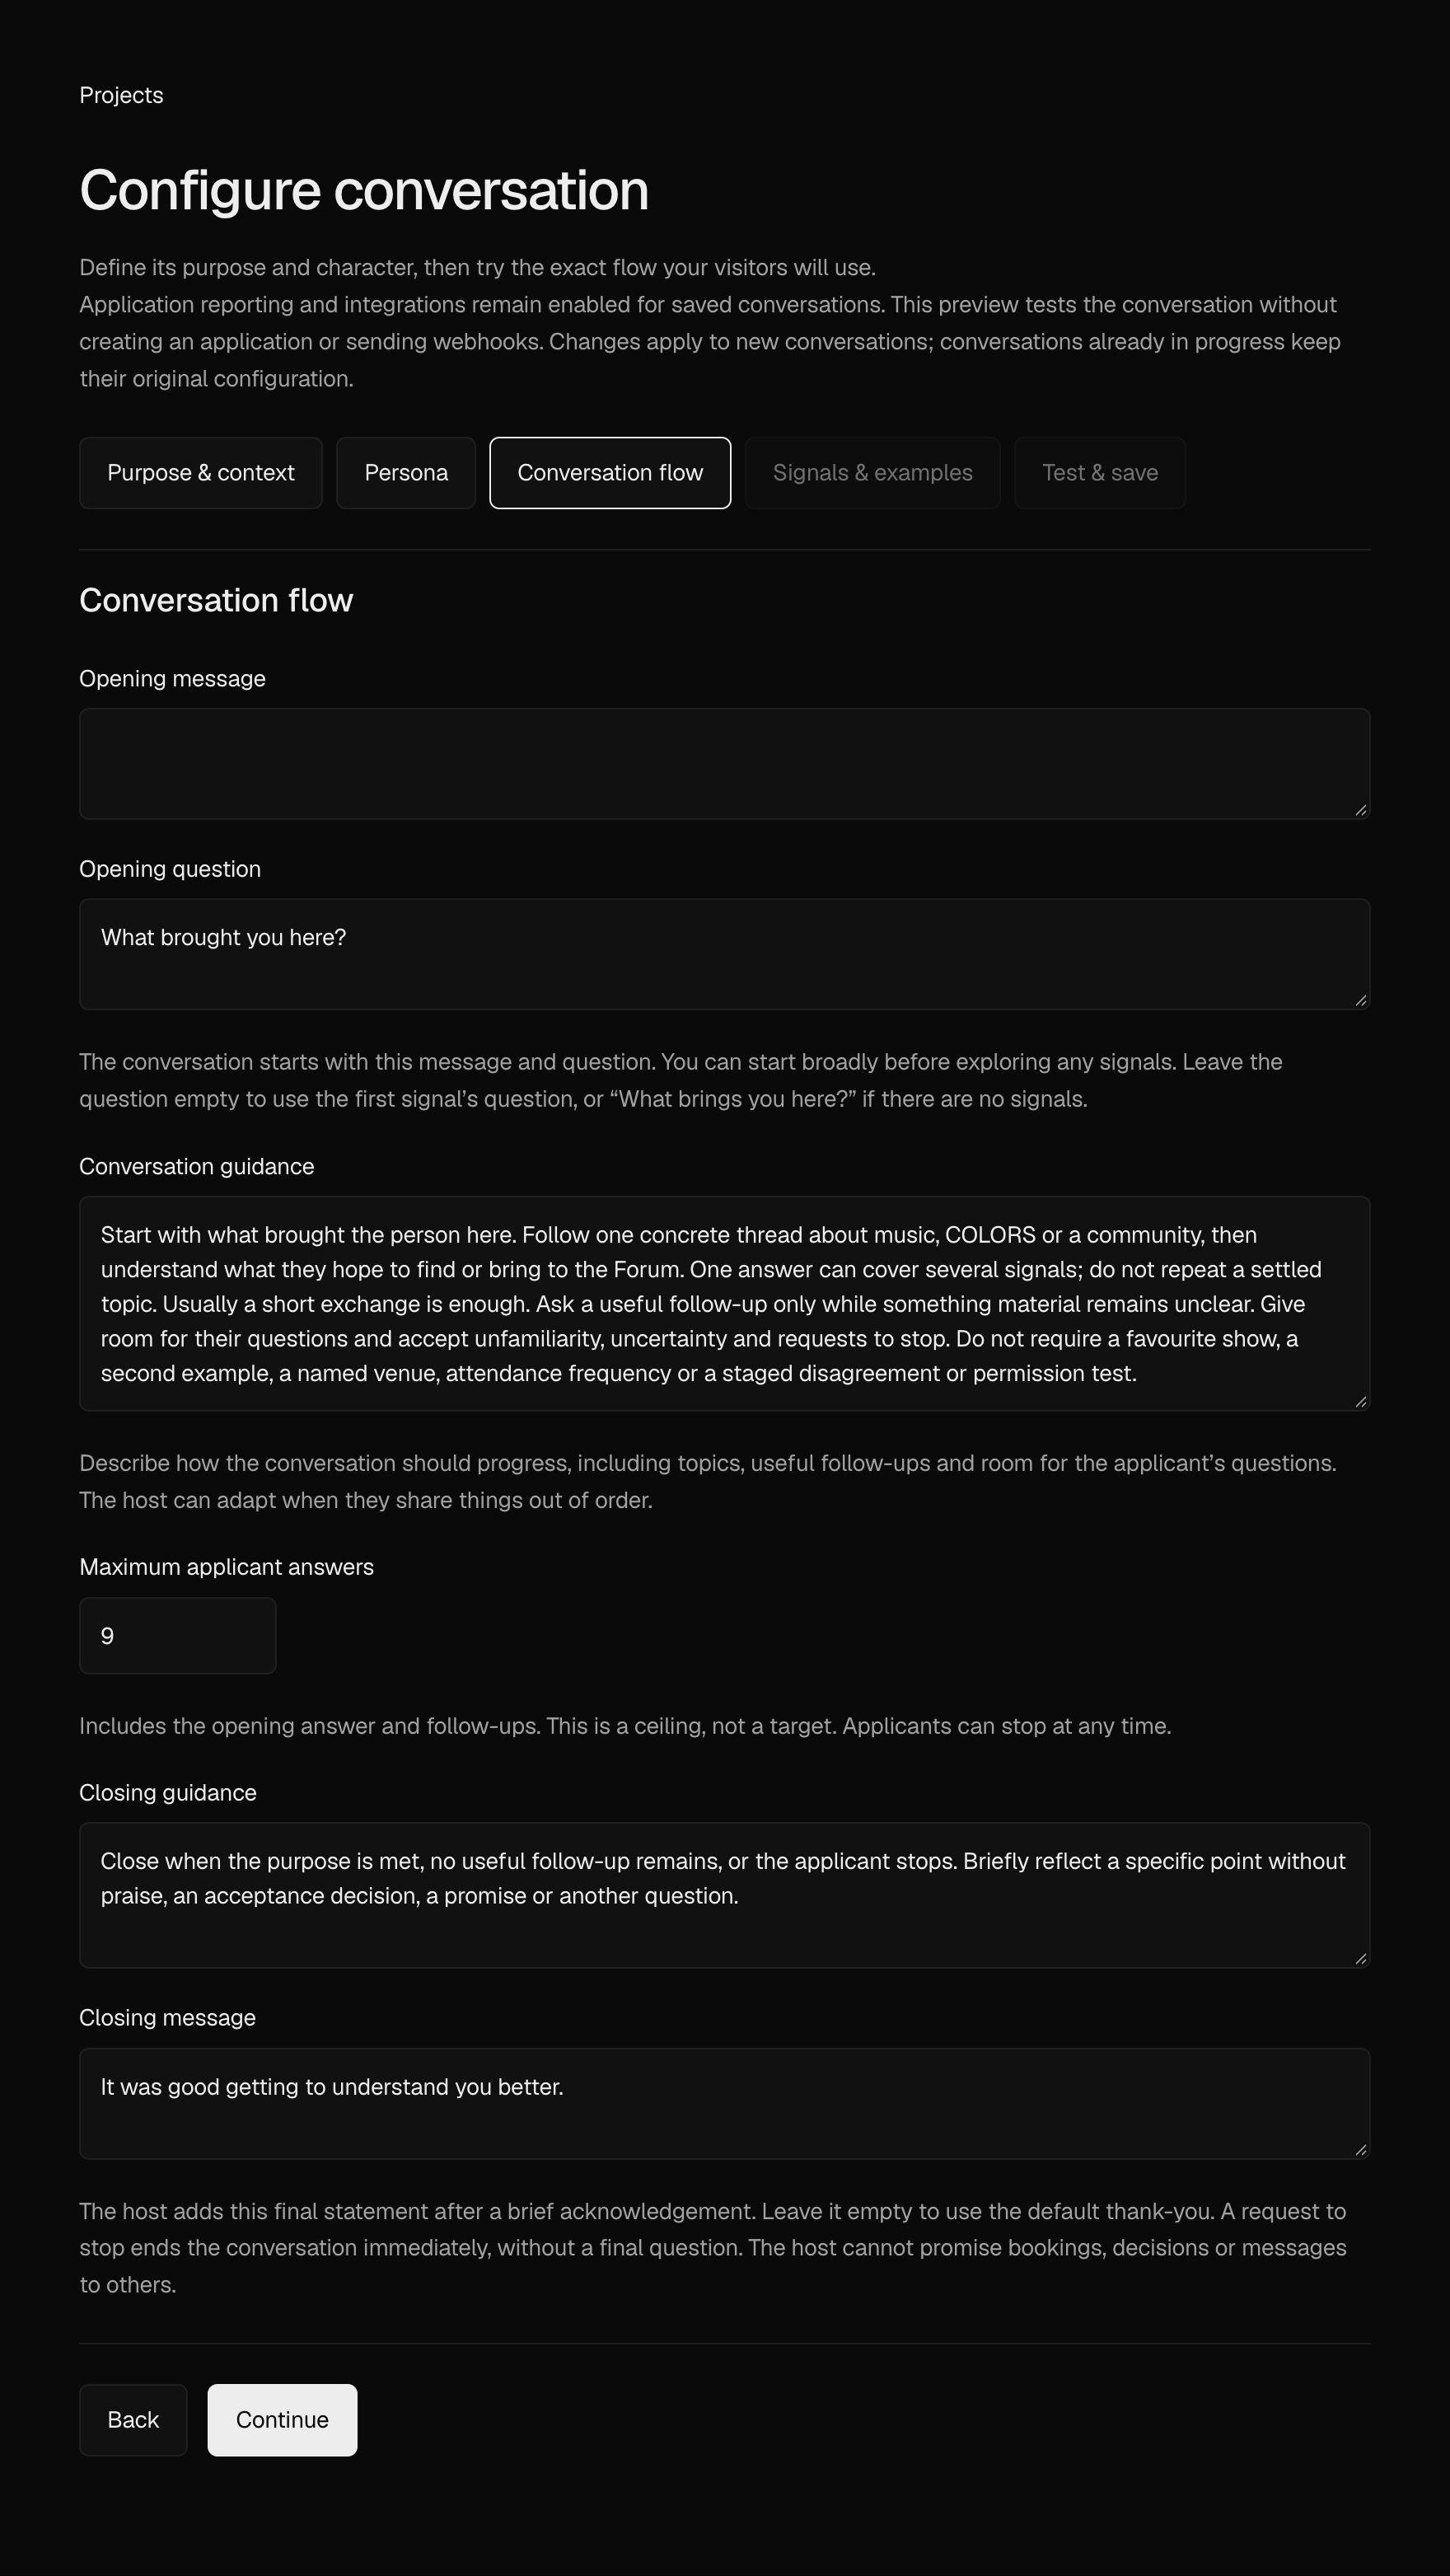 Projects
Configure conversation
Define its purpose and character, then try the exact flow your visitors will use.
Application reporting and integrations remain enabled for saved conversations. This preview tests the conversation without
creating an application or sending webhooks. Changes apply to new conversations; conversations already in progress keep
their original configuration.
Purpose & context
Persona
Conversation flow
Signals & examples
Test & save
Conversation flow
Opening message
Opening question
What brought you here?
The conversation starts with this message and question. You can start broadly before exploring any signals. Leave the
question empty to use the first signal’s question, or “What brings you here?” if there are no signals.
Conversation guidance
Start with what brought the person here. Follow one concrete thread about music, COLORS or a community, then
understand what they hope to find or bring to the Forum. One answer can cover several signals; do not repeat a settled
topic. Usually a short exchange is enough. Ask a useful follow-up only while something material remains unclear. Give
room for their questions and accept unfamiliarity, uncertainty and requests to stop. Do not require a favourite show, a
second example, a named venue, attendance frequency or a staged disagreement or permission test.
Describe how the conversation should progress, including topics, useful follow-ups and room for the applicant’s questions.
The host can adapt when they share things out of order.
Maximum applicant answers
9
Includes the opening answer and follow-ups. This is a ceiling, not a target. Applicants can stop at any time.
Closing guidance
Close when the purpose is met, no useful follow-up remains, or the applicant stops. Briefly reflect a specific point without
praise, an acceptance decision, a promise or another question.
Closing message
It was good getting to understand you better.
The host adds this final statement after a brief acknowledgement. Leave it empty to use the default thank-you. A request to
stop ends the conversation immediately, without a final question. The host cannot promise bookings, decisions or messages
to others.
Back
Continue